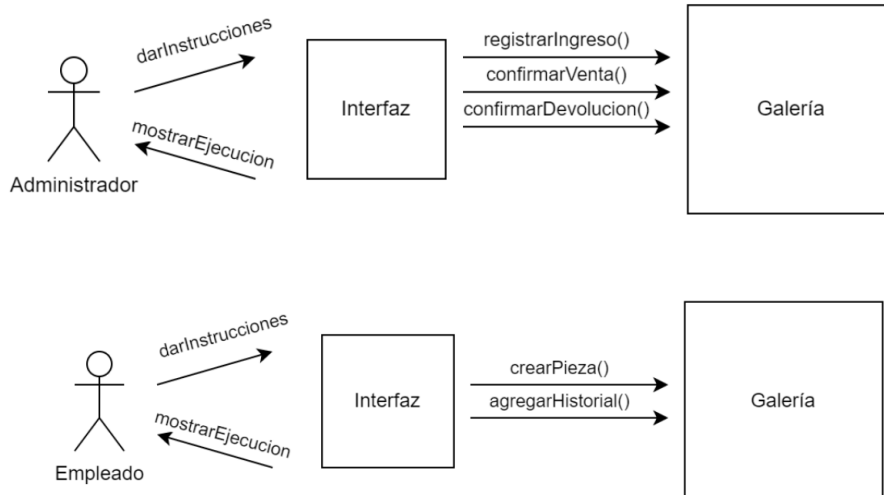 darInstrucciones
registrarIngreso()
confirmarVenta()
Interfaz
confirmarDevolucion()
Galería
mostrarEjecucion
Administrador
darInstrucciones
crearPieza()
Interfaz
agregarHistorial()
Galería
mostrarEjecucion
Empleado